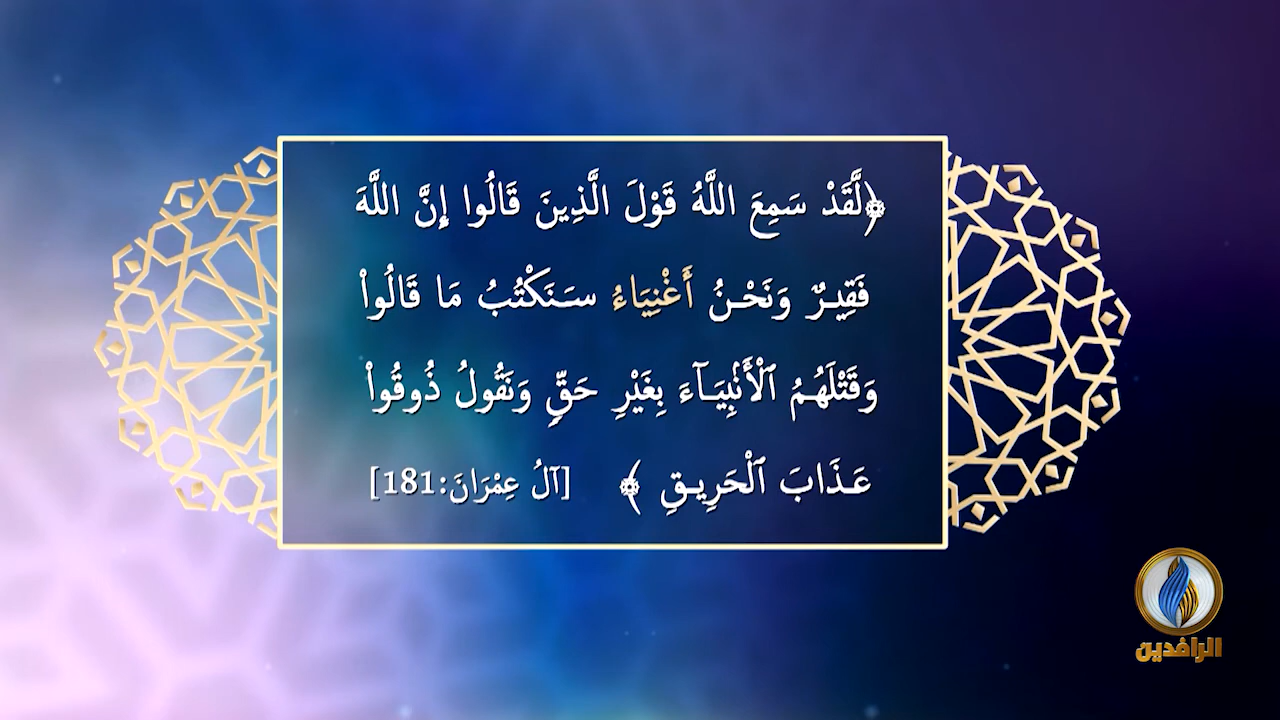 ﴿لَّقَدْ سَمِعَ اللَّهُ قَوْلَ الَّذِينَ قَالُوا إِنَّ اللَّهَ
فَقِيرٌ وَنَحْنُ أَغْنِيَاءُ سَنَكْتُبُ مَا قَالُواْ
وَقَتْلَهُمُ ٱلْأَنۢبِيَآءَ بِغَيْرِ حَقٍّ وَنَقُولُ ذُوقُواْ
عَذَابَ ٱلْحَرِيقِ ﴾ [آلُ عِمْرَانَ:181]
الرافدين